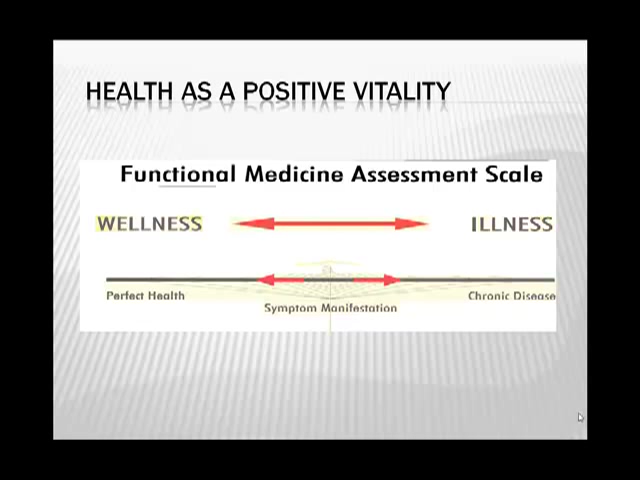 HEALTH AS A POSITIVE VITALITY
Functional Medicine Assessment Scale
WELLNESS ILLNESS
Perfect Health Chronic Disease
Symptom Manifestation